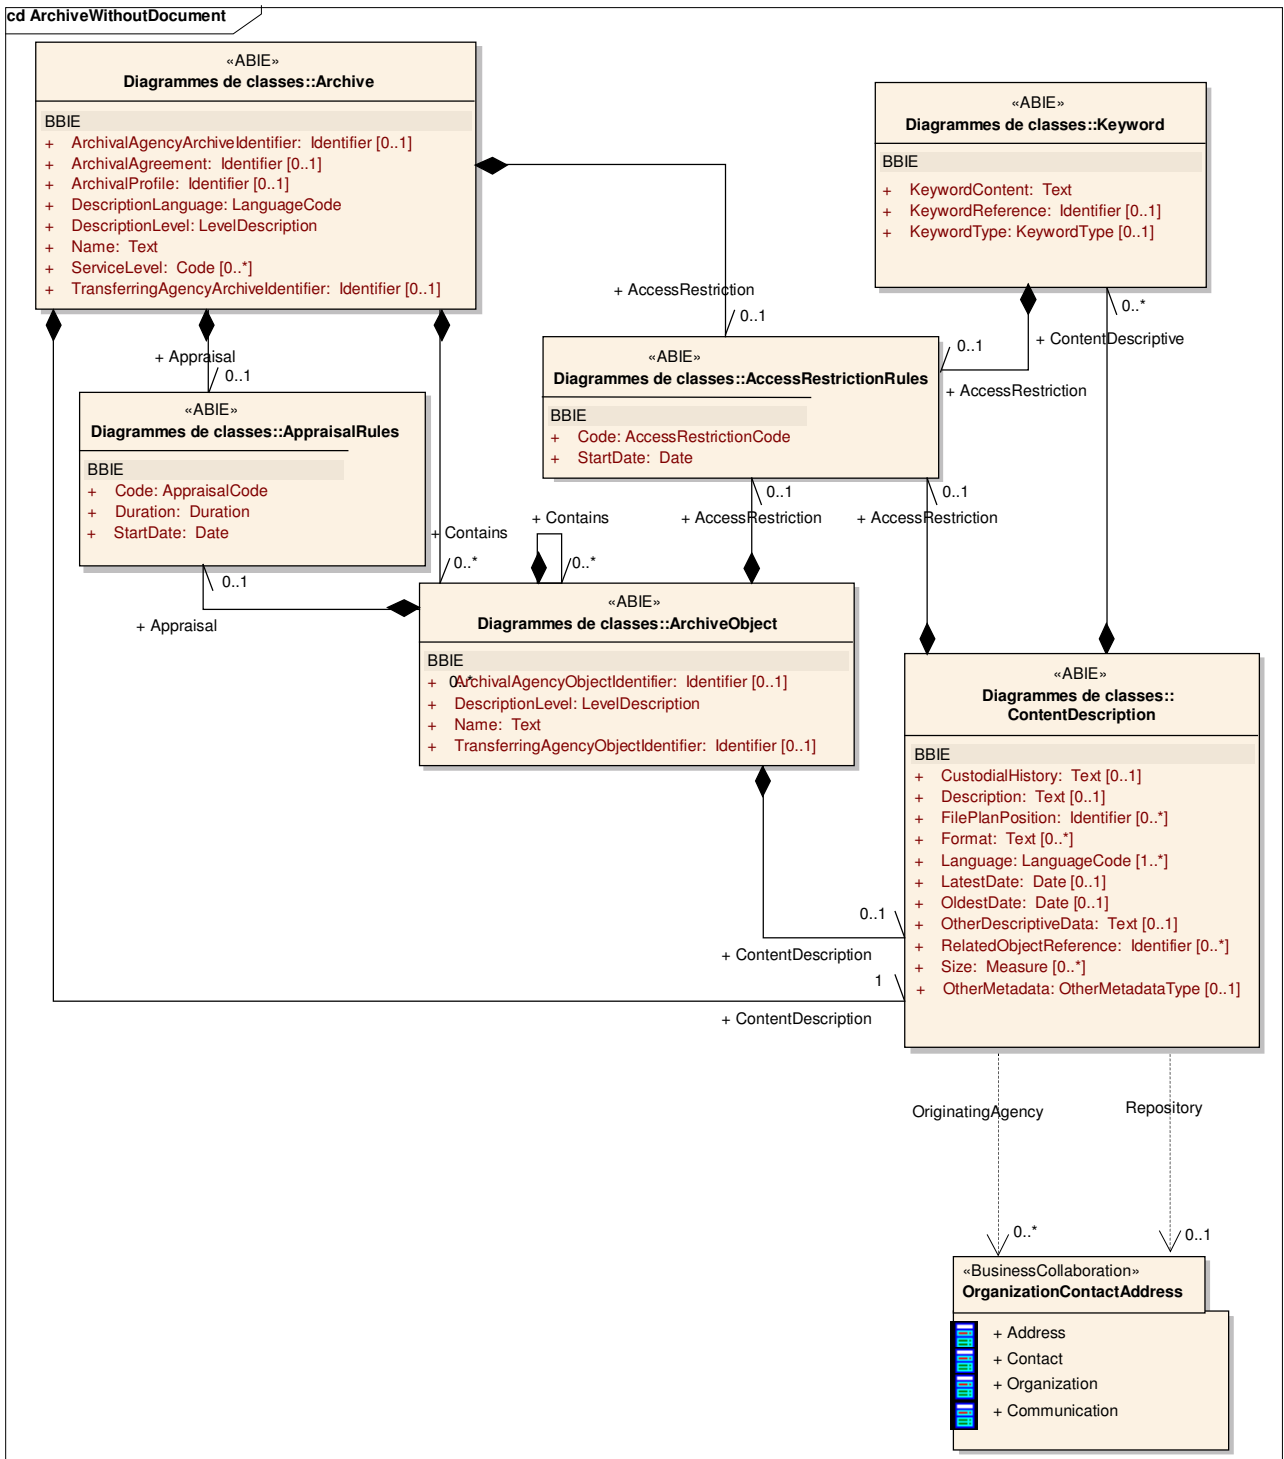 cd ArchiveWithoutDocument
«ABIE»
Diagrammes de classes::Archive
BBIE
+ ArchivalAgencyArchiveIdentifier: Identifier [0..1]
+ ArchivalAgreement: Identifier [0..1]
+ ArchivalProfile: Identifier [0..1]
+ DescriptionLanguage: LanguageCode
+ DescriptionLevel: LevelDescription
+ Name: Text
+ ServiceLevel: Code [0..*]
+ TransferringAgencyArchiveIdentifier: Identifier [0..1]
«ABIE»
Diagrammes de classes::Keyword
BBIE
+ KeywordContent: Text
+ KeywordReference: Identifier [0..1]
+ KeywordType: KeywordType [0..1]
+ AccessRestriction
0..1
0..*
+ ContentDescriptive
0..1
+ AccessRestriction
+ Appraisal
0..1
«ABIE»
Diagrammes de classes::AccessRestrictionRules
BBIE
+ Code: AccessRestrictionCode
+ StartDate: Date
«ABIE»
Diagrammes de classes::AppraisalRules
BBIE
+ Code: AppraisalCode
+ Duration: Duration
+ StartDate: Date
0..1
0..1
+ Contains
+ AccessRestriction
+ AccessRestriction
+ Contains
0..*
0..*
0..1
+ Appraisal
«ABIE»
Diagrammes de classes::ArchiveObject
BBIE
0..*
+ ArchivalAgencyObjectIdentifier: Identifier [0..1]
+ DescriptionLevel: LevelDescription
+ Name: Text
+ TransferringAgencyObjectIdentifier: Identifier [0..1]
«ABIE»
Diagrammes de classes::
ContentDescription
BBIE
+ CustodialHistory: Text [0..1]
+ Description: Text [0..1]
+ FilePlanPosition: Identifier [0..*]
+ Format: Text [0..*]
+ Language: LanguageCode [1..*]
+ LatestDate: Date [0..1]
+ OldestDate: Date [0..1]
+ OtherDescriptiveData: Text [0..1]
+ RelatedObjectReference: Identifier [0..*]
+ Size: Measure [0..*]
+ OtherMetadata: OtherMetadataType [0..1]
0..1
+ ContentDescription
1
+ ContentDescription
OriginatingAgency
Repository
0..*
0..1
«BusinessCollaboration»
OrganizationContactAddress
+ Address
+ Contact
+ Organization
+ Communication